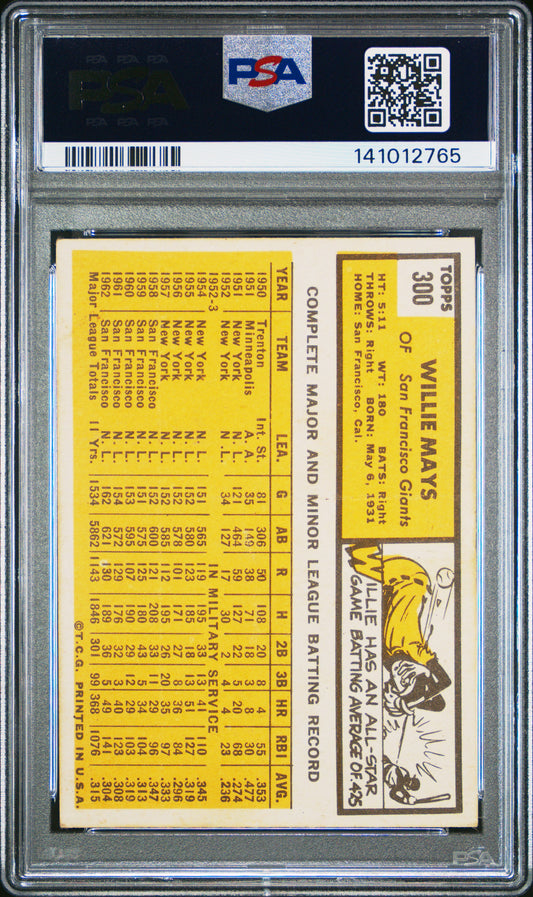 PSA PSA PSA
PSA
PSA PSA PSA
PSA
141012765
TOPPS
300
WILLIE MAYS
OF San Francisco Giants
HT: 5:11 WT: 180 BATS: Right
THROWS: Right BORN: May 6, 1931
HOME: San Francisco, Cal.
WILLIE HAS AN ALL-STAR
GAME BATTING AVERAGE OF .425
COMPLETE MAJOR AND MINOR LEAGUE BATTING RECORD
YEAR TEAM LEA. G AB R H 2B 3B HR RBI AVG.
1950 Trenton Int. St. 81 306 50 108 20 8 4 55 .353
1951 Minneapolis A. A. 35 149 38 71 18 3 8 30 .477
1951 New York N. L. 121 464 59 127 22 5 20 68 .274
1952 New York N. L. 34 127 17 30 2 4 4 23 .236
1952-3 IN MILITARY SERVICE
1954 New York N. L. 151 565 119 195 33 13 41 110 .345
1955 New York N. L. 152 580 123 185 18 13 51 127 .319
1956 New York N. L. 152 578 101 171 27 8 36 84 .296
1957 New York N. L. 152 585 112 195 26 20 35 97 .333
1958 San Francisco N. L. 152 600 121 208 33 11 29 96 .347
1959 San Francisco N. L. 151 575 125 180 43 5 34 104 .313
1960 San Francisco N. L. 153 595 107 190 29 12 29 103 .319
1961 San Francisco N. L. 154 572 129 176 32 3 40 123 .308
1962 San Francisco N. L. 162 621 130 189 36 5 49 141 .304
Major League Totals 11 Yrs. 1534 5862 1143 1846 301 99 368 1076 .315
©T.C.G. PRINTED IN U.S.A.
PSA